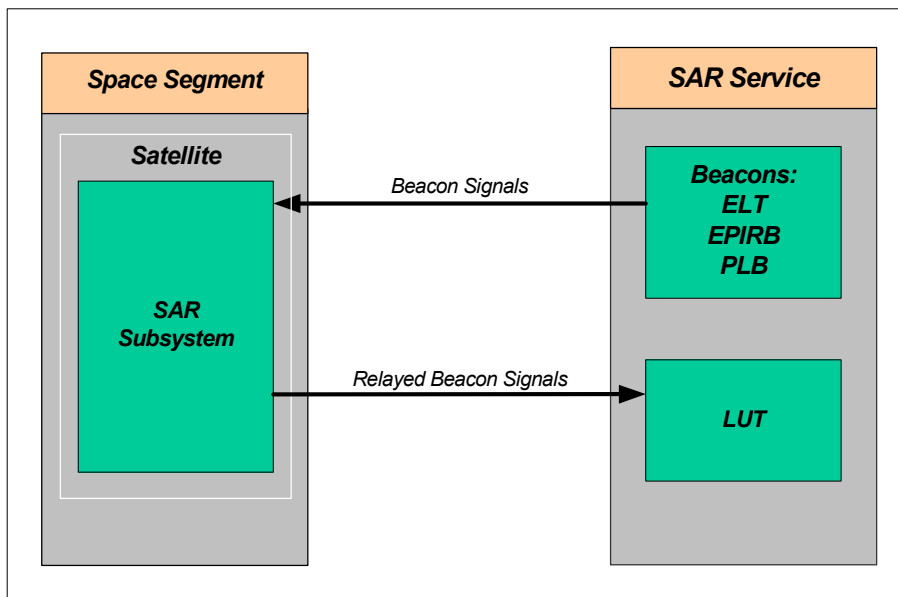 Space Segment
Satellite
SAR
Subsystem
Beacon Signals
Relayed Beacon Signals
SAR Service
Beacons:
ELT
EPIRB
PLB
LUT